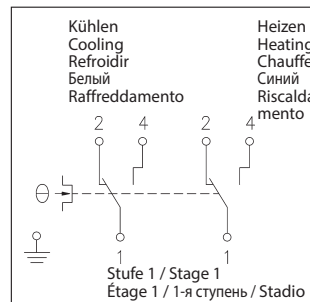 Kühlen
Cooling
Refroidir
Белый
Raffreddamento
Heizen
Heating
Chauffe
Синий
Riscalda
mento
2 4 2 4
θ
1 1
Stufe 1 / Stage 1
Étage 1 / 1-я ступень / Stadio